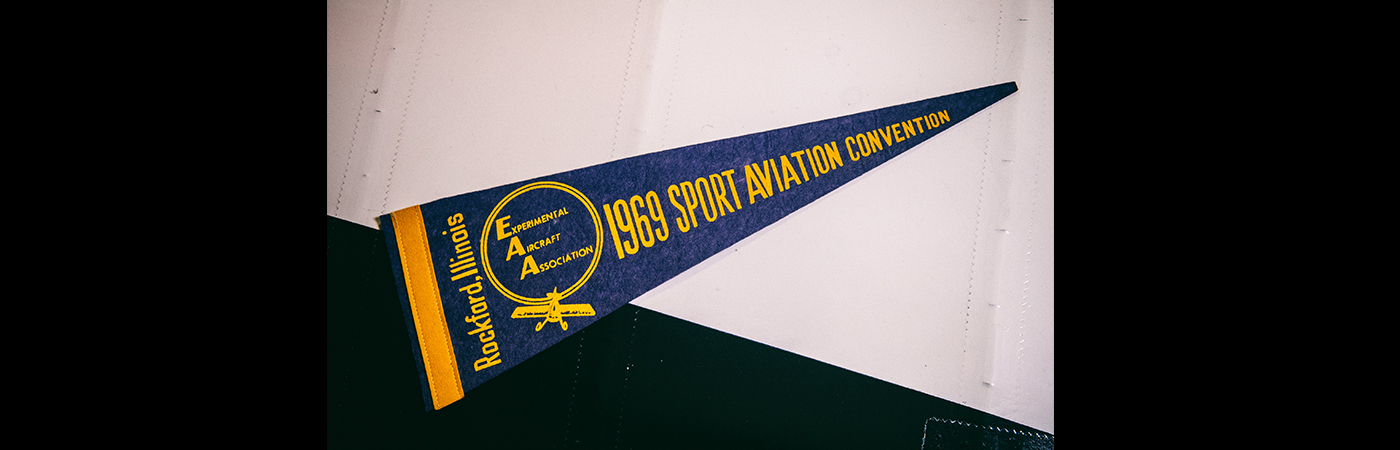 Rockford, Illinois
EXPERIMENTAL
AIRCRAFT
ASSOCIATION
1969 SPORT AVIATION CONVENTION